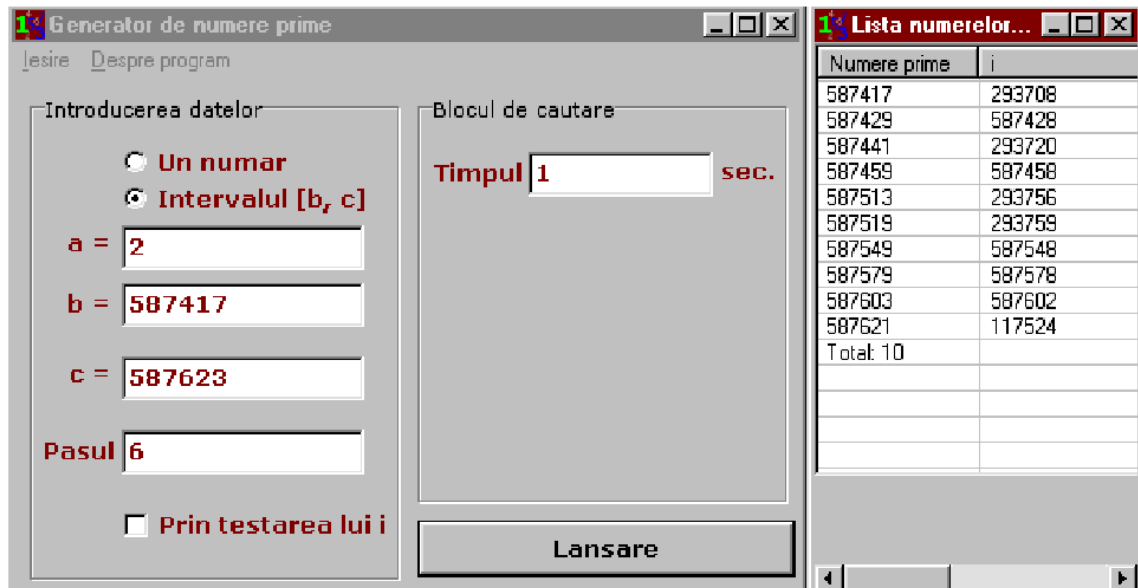 Generator de numere prime
Iesire Despre program
Introducerea datelor
Un numar
Intervalul [b, c]
a = 2
b = 587417
c = 587623
Pasul 6
Prin testarea lui i
Blocul de cautare
Timpul 1 sec.
Lansare
Lista numerelor...
Numere prime i
587417 293708
587429 587428
587441 293720
587459 587458
587513 293756
587519 293759
587549 587548
587579 587578
587603 587602
587621 117524
Total: 10